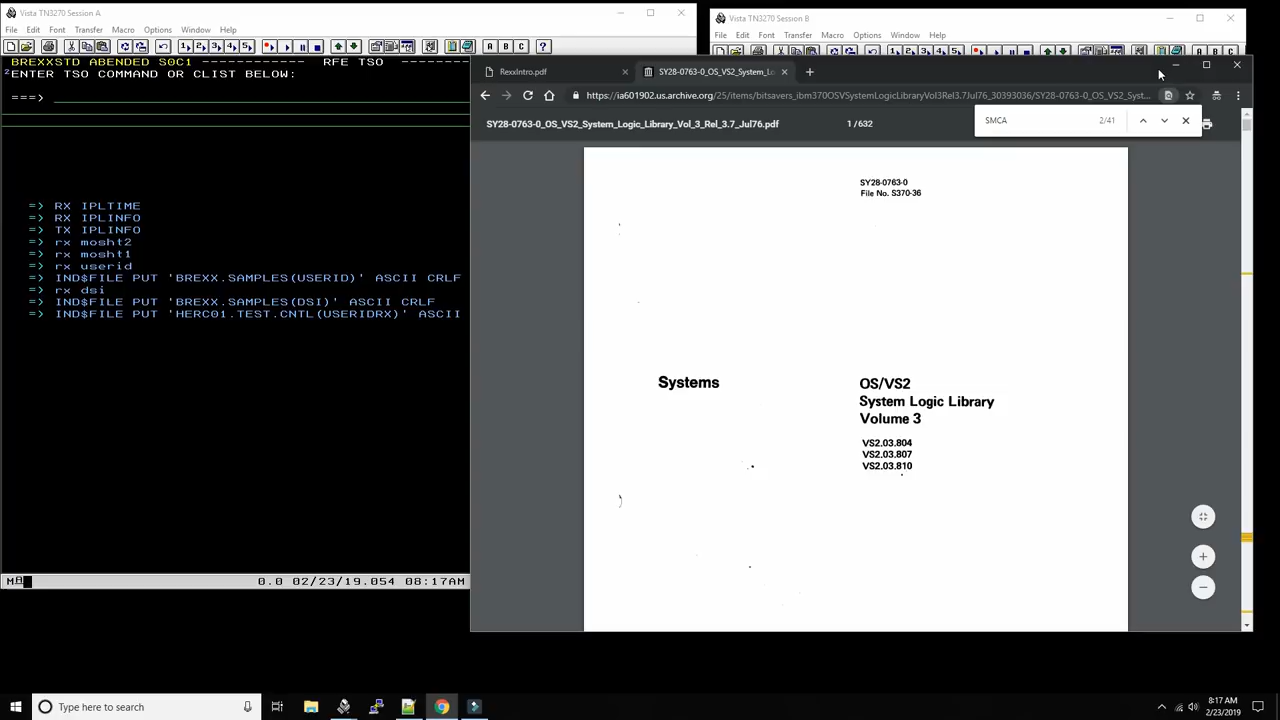 Vista TN3270 Session A
File Edit Font Transfer Macro Options Window Help
A B C ?
BREXXSTD ABENDED S0C1 ---------- RFE TSO -------
ENTER TSO COMMAND OR CLIST BELOW:
===>
=> RX IPLTIME
=> RX IPLINFO
=> TX IPLINFO
=> rx mosht2
=> rx mosht1
=> rx userid
=> IND$FILE PUT 'BREXX.SAMPLES(USERID)' ASCII CRLF
=> rx dsi
=> IND$FILE PUT 'BREXX.SAMPLES(DSI)' ASCII CRLF
=> IND$FILE PUT 'HERC01.TEST.CNTL(USERIDRX)' ASCII
0.0 02/23/19.054 08:17AM
Vista TN3270 Session B
File Edit Font Transfer Macro Options Window Help
RexxIntro.pdf
SY28-0763-0_OS_VS2_System_Lo
https://ia601902.us.archive.org/25/items/bitsavers_ibm370OSVSystemLogicLibraryVol3Rel3.7Jul76_30393036/SY28-0763-0_OS_VS2_Syst...
SMCA 2/41
SY28-0763-0_OS_VS2_System_Logic_Library_Vol_3_Rel_3.7_Jul76.pdf 1 / 632
SY28-0763-0
File No. S370-36
Systems
OS/VS2
System Logic Library
Volume 3
VS2.03.804
VS2.03.807
VS2.03.810
Type here to search
8:17 AM
2/23/2019